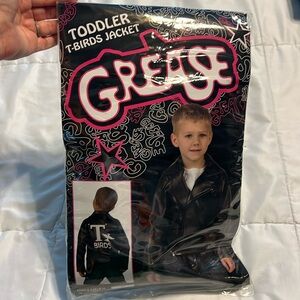 TODDLER
T-BIRDS JACKET
GREASE
T
BIRDS